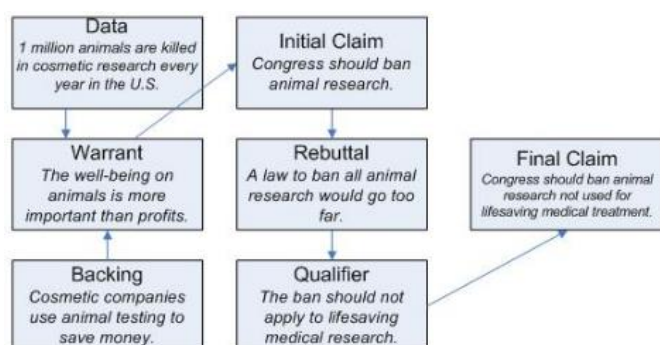 Data
1 million animals are killed
in cosmetic research every
year in the U.S.
Initial Claim
Congress should ban
animal research.
Warrant
The well-being on
animals is more
important than profits.
Rebuttal
A law to ban all animal
research would go too
far.
Final Claim
Congress should ban animal
research not used for
lifesaving medical treatment.
Backing
Cosmetic companies
use animal testing to
save money.
Qualifier
The ban should not
apply to lifesaving
medical research.